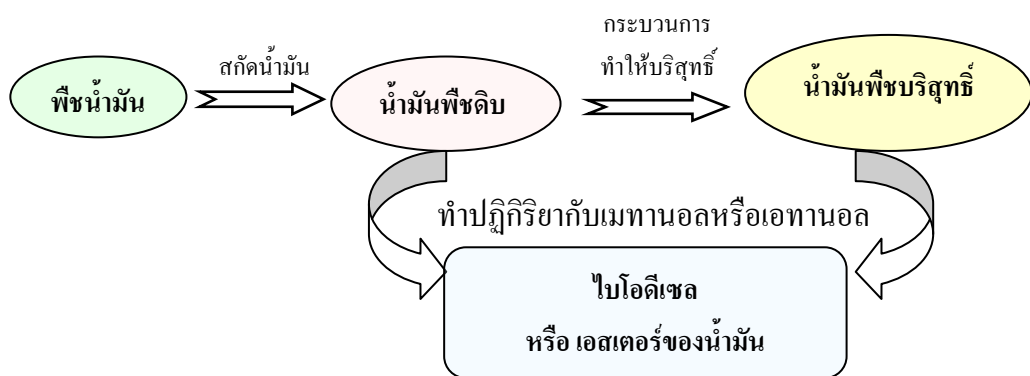 พืชน้ำมัน
สกัดน้ำมัน
น้ำมันพืชดิบ
กระบวนการ
ทำให้บริสุทธิ์
น้ำมันพืชบริสุทธิ์
ทำปฏิกิริยากับเมทานอลหรือเอทานอล
ไบโอดีเซล
หรือ เอสเตอร์ของน้ำมัน